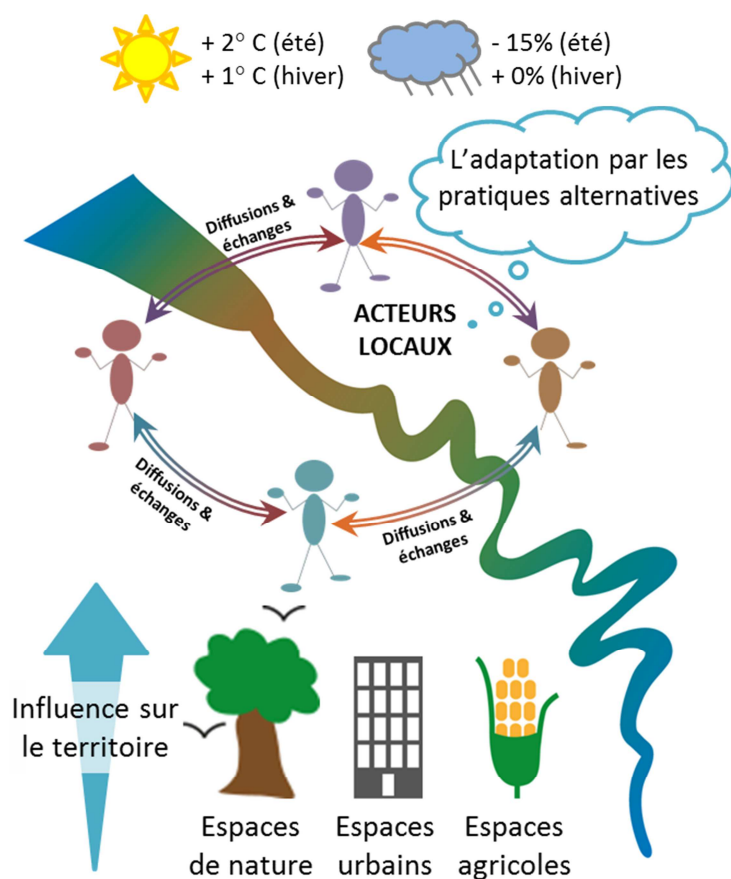 + 2° C (été)
+ 1° C (hiver)
- 15% (été)
+ 0% (hiver)
L'adaptation par les
pratiques alternatives
Diffusions &
échanges
ACTEURS
LOCAUX
Diffusions &
échanges
Diffusions &
échanges
Influence sur
le territoire
Espaces
de nature
Espaces
urbains
Espaces
agricoles